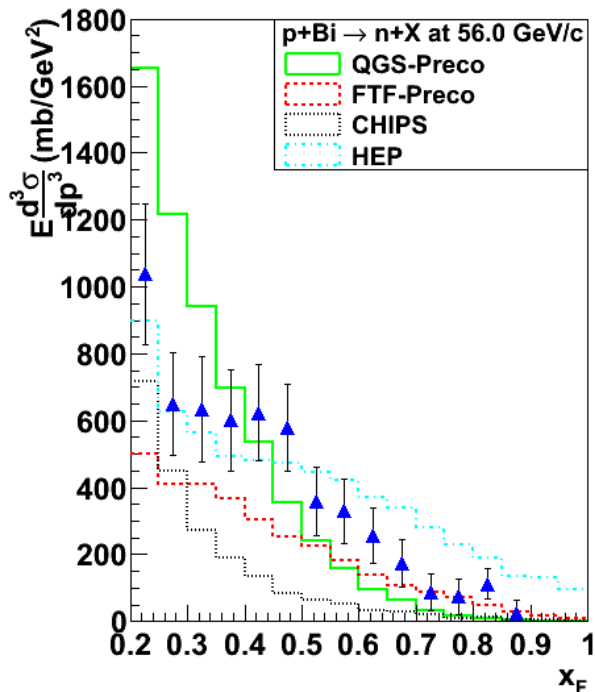 p+Bi → n+X at 56.0 GeV/c
QGS-Preco
FTF-Preco
CHIPS
HEP
E d³σ/dp³ (mb/GeV²)
1800
1600
1400
1200
1000
800
600
400
200
0
0.2 0.3 0.4 0.5 0.6 0.7 0.8 0.9 1
x_F